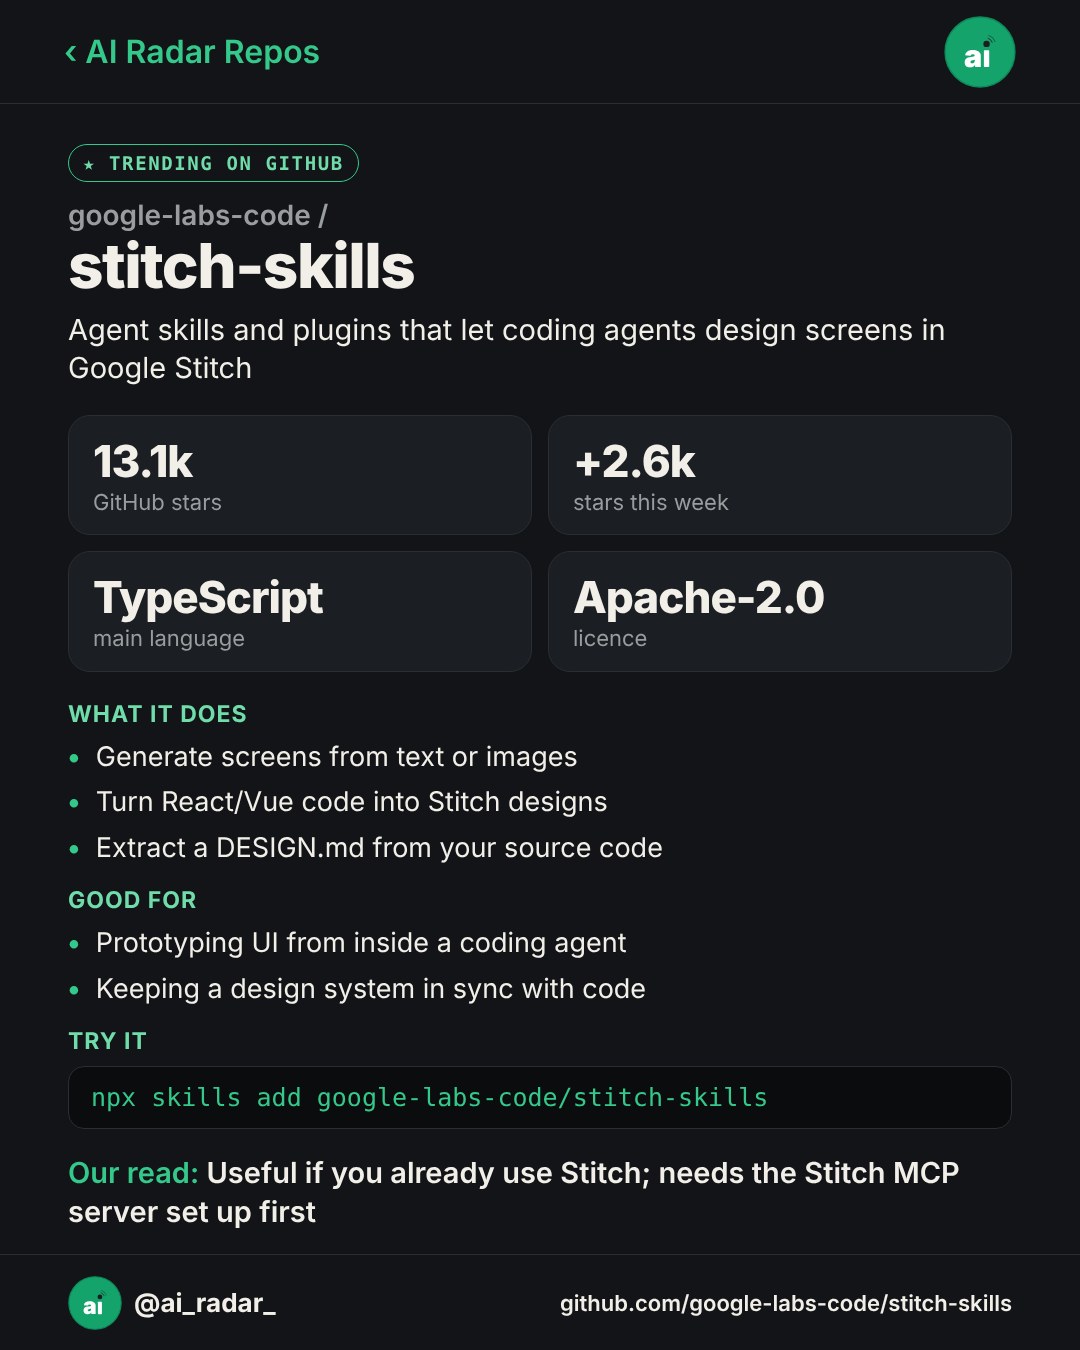 ‹ AI Radar Repos
ai
★ TRENDING ON GITHUB
google-labs-code /
stitch-skills
Agent skills and plugins that let coding agents design screens in
Google Stitch
13.1k
GitHub stars
+2.6k
stars this week
TypeScript
main language
Apache-2.0
licence
WHAT IT DOES
• Generate screens from text or images
• Turn React/Vue code into Stitch designs
• Extract a DESIGN.md from your source code
GOOD FOR
• Prototyping UI from inside a coding agent
• Keeping a design system in sync with code
TRY IT
npx skills add google-labs-code/stitch-skills
Our read: Useful if you already use Stitch; needs the Stitch MCP
server set up first
ai
@ai_radar_
github.com/google-labs-code/stitch-skills